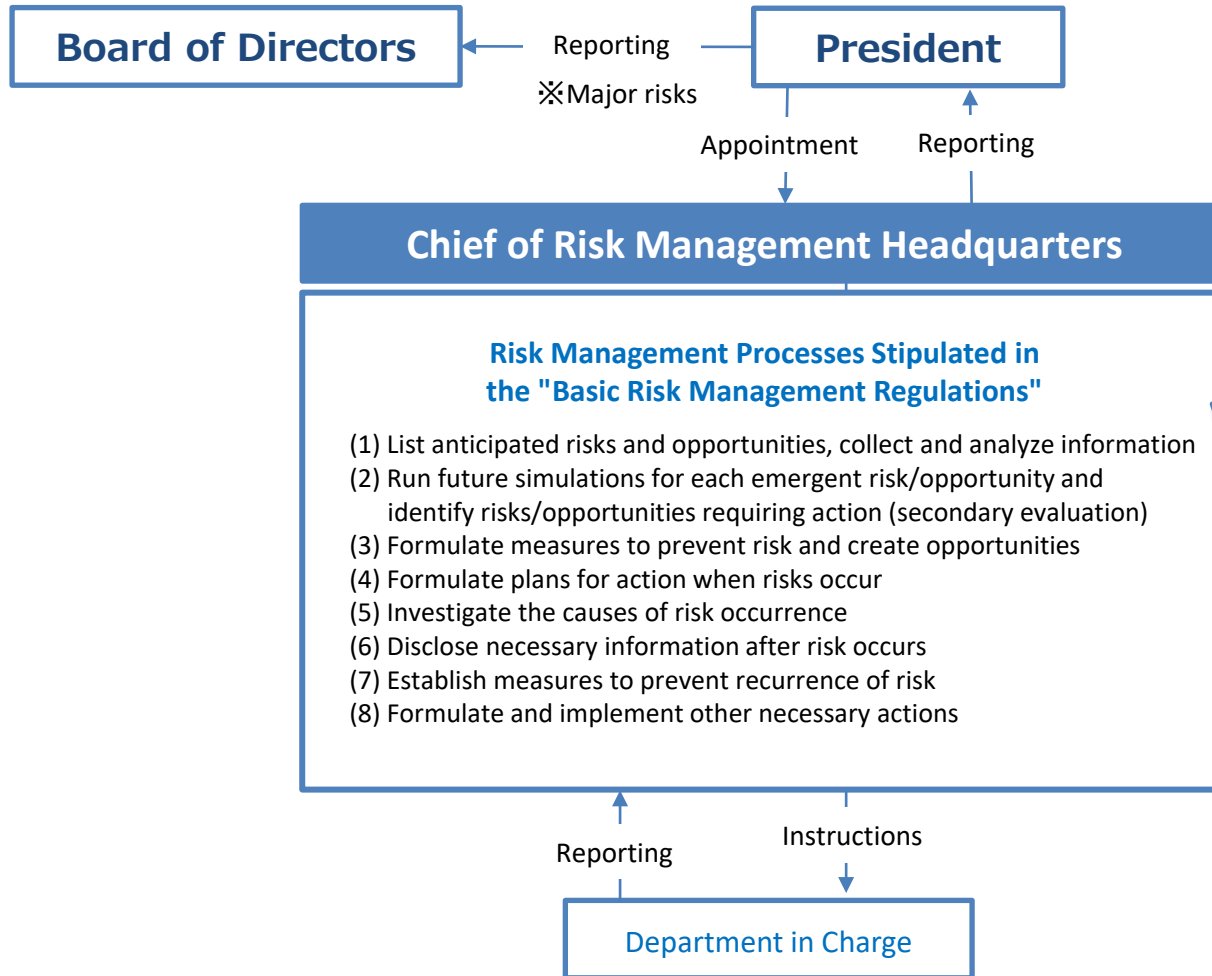 Board of Directors
Reporting
※Major risks
President
Appointment
Reporting
Chief of Risk Management Headquarters
Risk Management Processes Stipulated in
the "Basic Risk Management Regulations"
(1) List anticipated risks and opportunities, collect and analyze information
(2) Run future simulations for each emergent risk/opportunity and
identify risks/opportunities requiring action (secondary evaluation)
(3) Formulate measures to prevent risk and create opportunities
(4) Formulate plans for action when risks occur
(5) Investigate the causes of risk occurrence
(6) Disclose necessary information after risk occurs
(7) Establish measures to prevent recurrence of risk
(8) Formulate and implement other necessary actions
Reporting
Instructions
Department in Charge